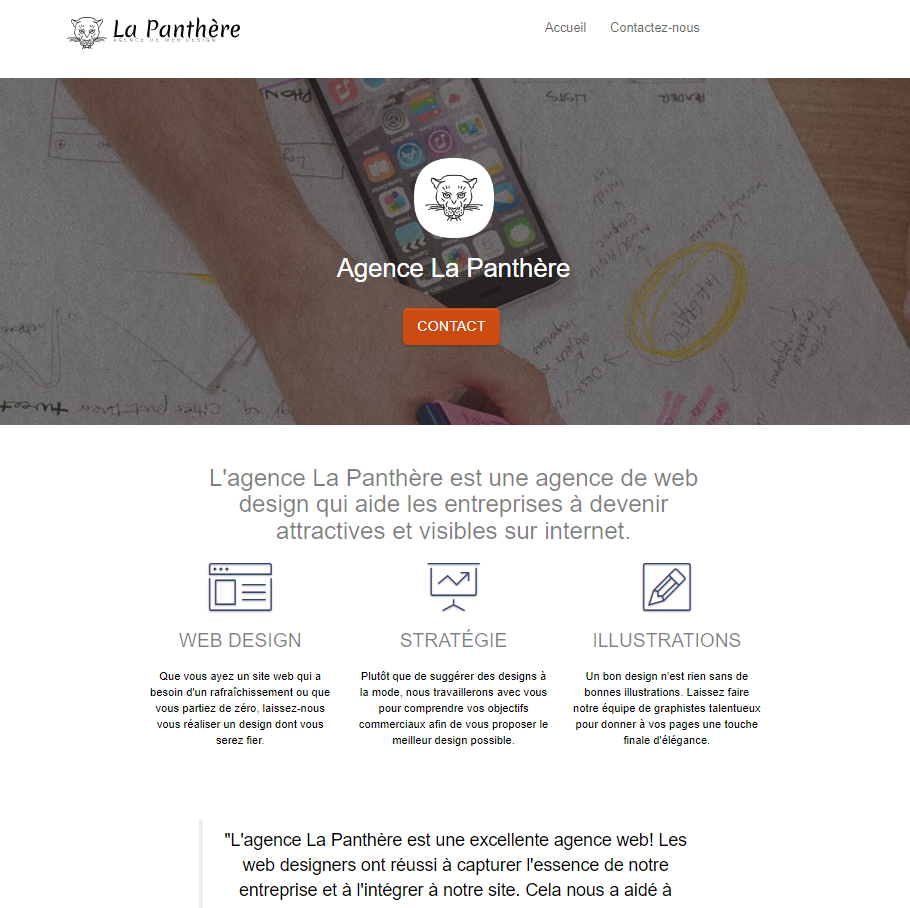 La Panthère
AGENCE DE WEB DESIGN
Accueil
Contactez-nous
Agence La Panthère
CONTACT
L'agence La Panthère est une agence de web
design qui aide les entreprises à devenir
attractives et visibles sur internet.
WEB DESIGN
Que vous ayez un site web qui a
besoin d'un rafraîchissement ou que
vous partiez de zéro, laissez-nous
vous réaliser un design dont vous
serez fier.
STRATÉGIE
Plutôt que de suggérer des designs à
la mode, nous travaillerons avec vous
pour comprendre vos objectifs
commerciaux afin de vous proposer le
meilleur design possible.
ILLUSTRATIONS
Un bon design n'est rien sans de
bonnes illustrations. Laissez faire
notre équipe de graphistes talentueux
pour donner à vos pages une touche
finale d'élégance.
"L'agence La Panthère est une excellente agence web! Les
web designers ont réussi à capturer l'essence de notre
entreprise et à l'intégrer à notre site. Cela nous a aidé à